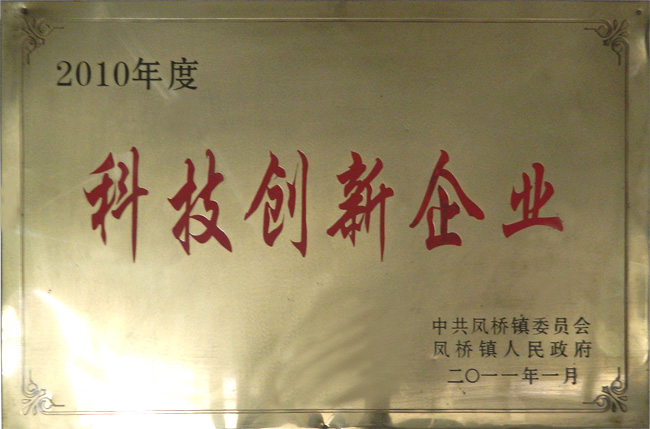 2010年度
科技创新企业
中共凤桥镇委员会
凤桥镇人民政府
二〇一一年一月